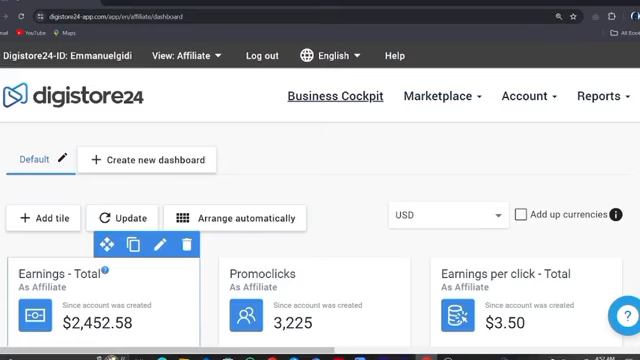 digistore24-app.com/app/en/affiliate/dashboard
YouTube Maps All Book
Digistore24-ID: Emmanuelgidi View: Affiliate Log out English Help
digistore24 Business Cockpit Marketplace Account Reports
Default Create new dashboard
Add tile Update Arrange automatically USD Add up currencies
Earnings - Total Promoclicks Earnings per click - Total
As Affiliate As Affiliate As Affiliate
Since account was created Since account was created Since account was created
$2,452.58 3,225 $3.50